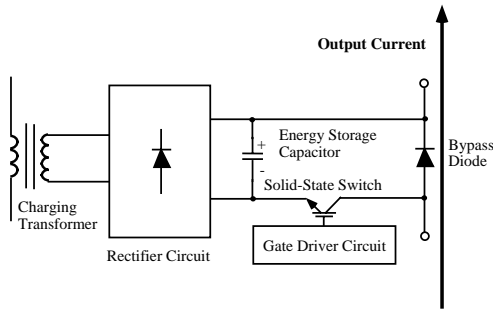 Output Current
+
Energy Storage
Capacitor
-
Bypass
Diode
Solid-State Switch
Charging
Transformer
Gate Driver Circuit
Rectifier Circuit